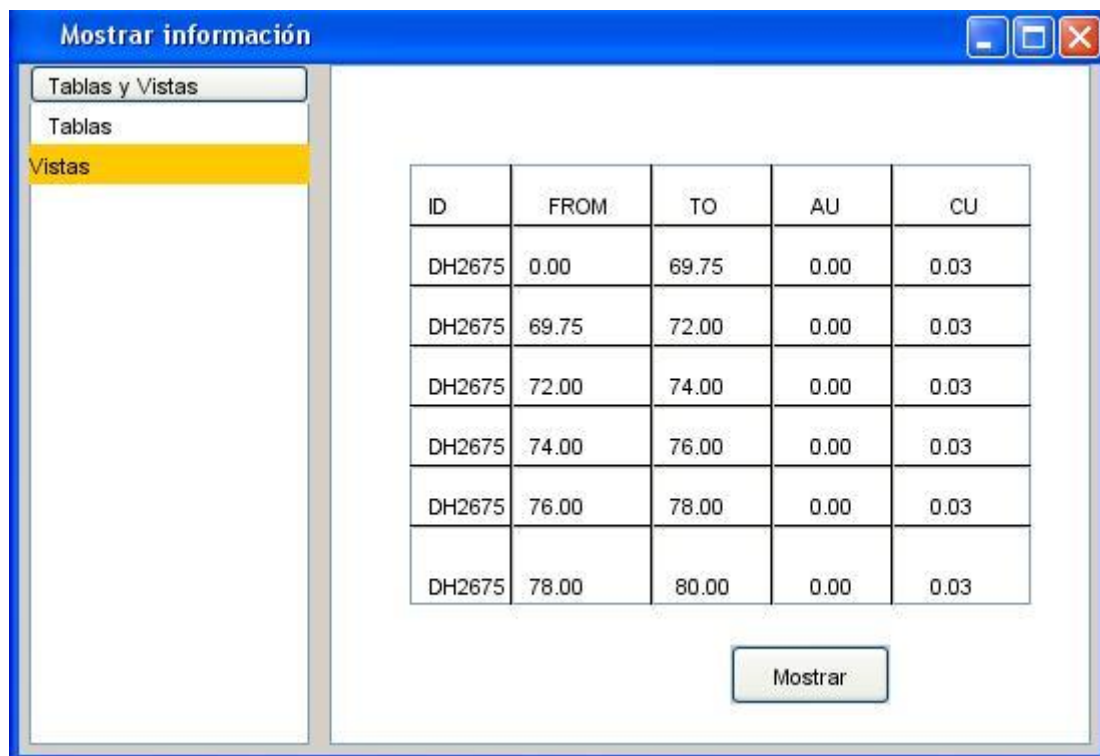 Mostrar información
Tablas y Vistas
Tablas
Vistas
ID FROM TO AU CU
DH2675 0.00 69.75 0.00 0.03
DH2675 69.75 72.00 0.00 0.03
DH2675 72.00 74.00 0.00 0.03
DH2675 74.00 76.00 0.00 0.03
DH2675 76.00 78.00 0.00 0.03
DH2675 78.00 80.00 0.00 0.03
Mostrar